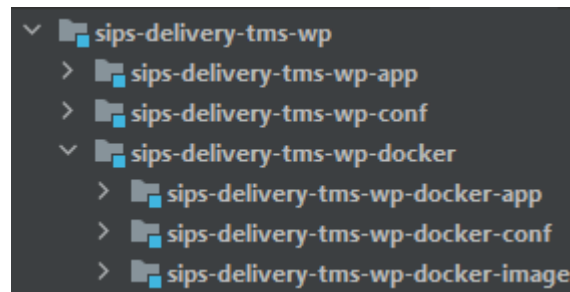 sips-delivery-tms-wp
sips-delivery-tms-wp-app
sips-delivery-tms-wp-conf
sips-delivery-tms-wp-docker
sips-delivery-tms-wp-docker-app
sips-delivery-tms-wp-docker-conf
sips-delivery-tms-wp-docker-image